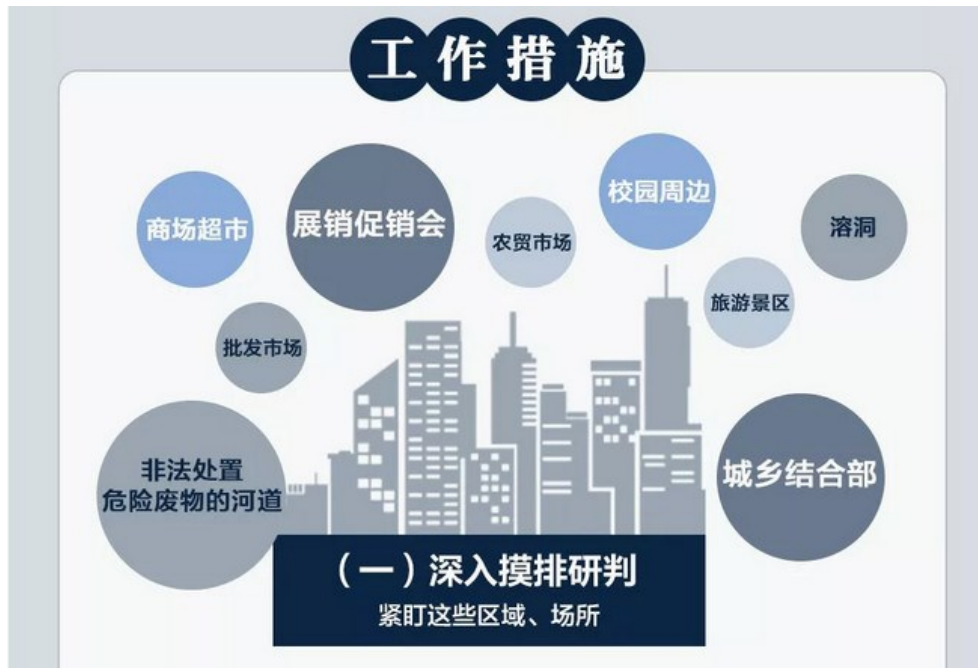 工作措施
商场超市
展销促销会
农贸市场
校园周边
溶洞
旅游景区
批发市场
非法处置
危险废物的河道
城乡结合部
（一）深入摸排研判
紧盯这些区域、场所